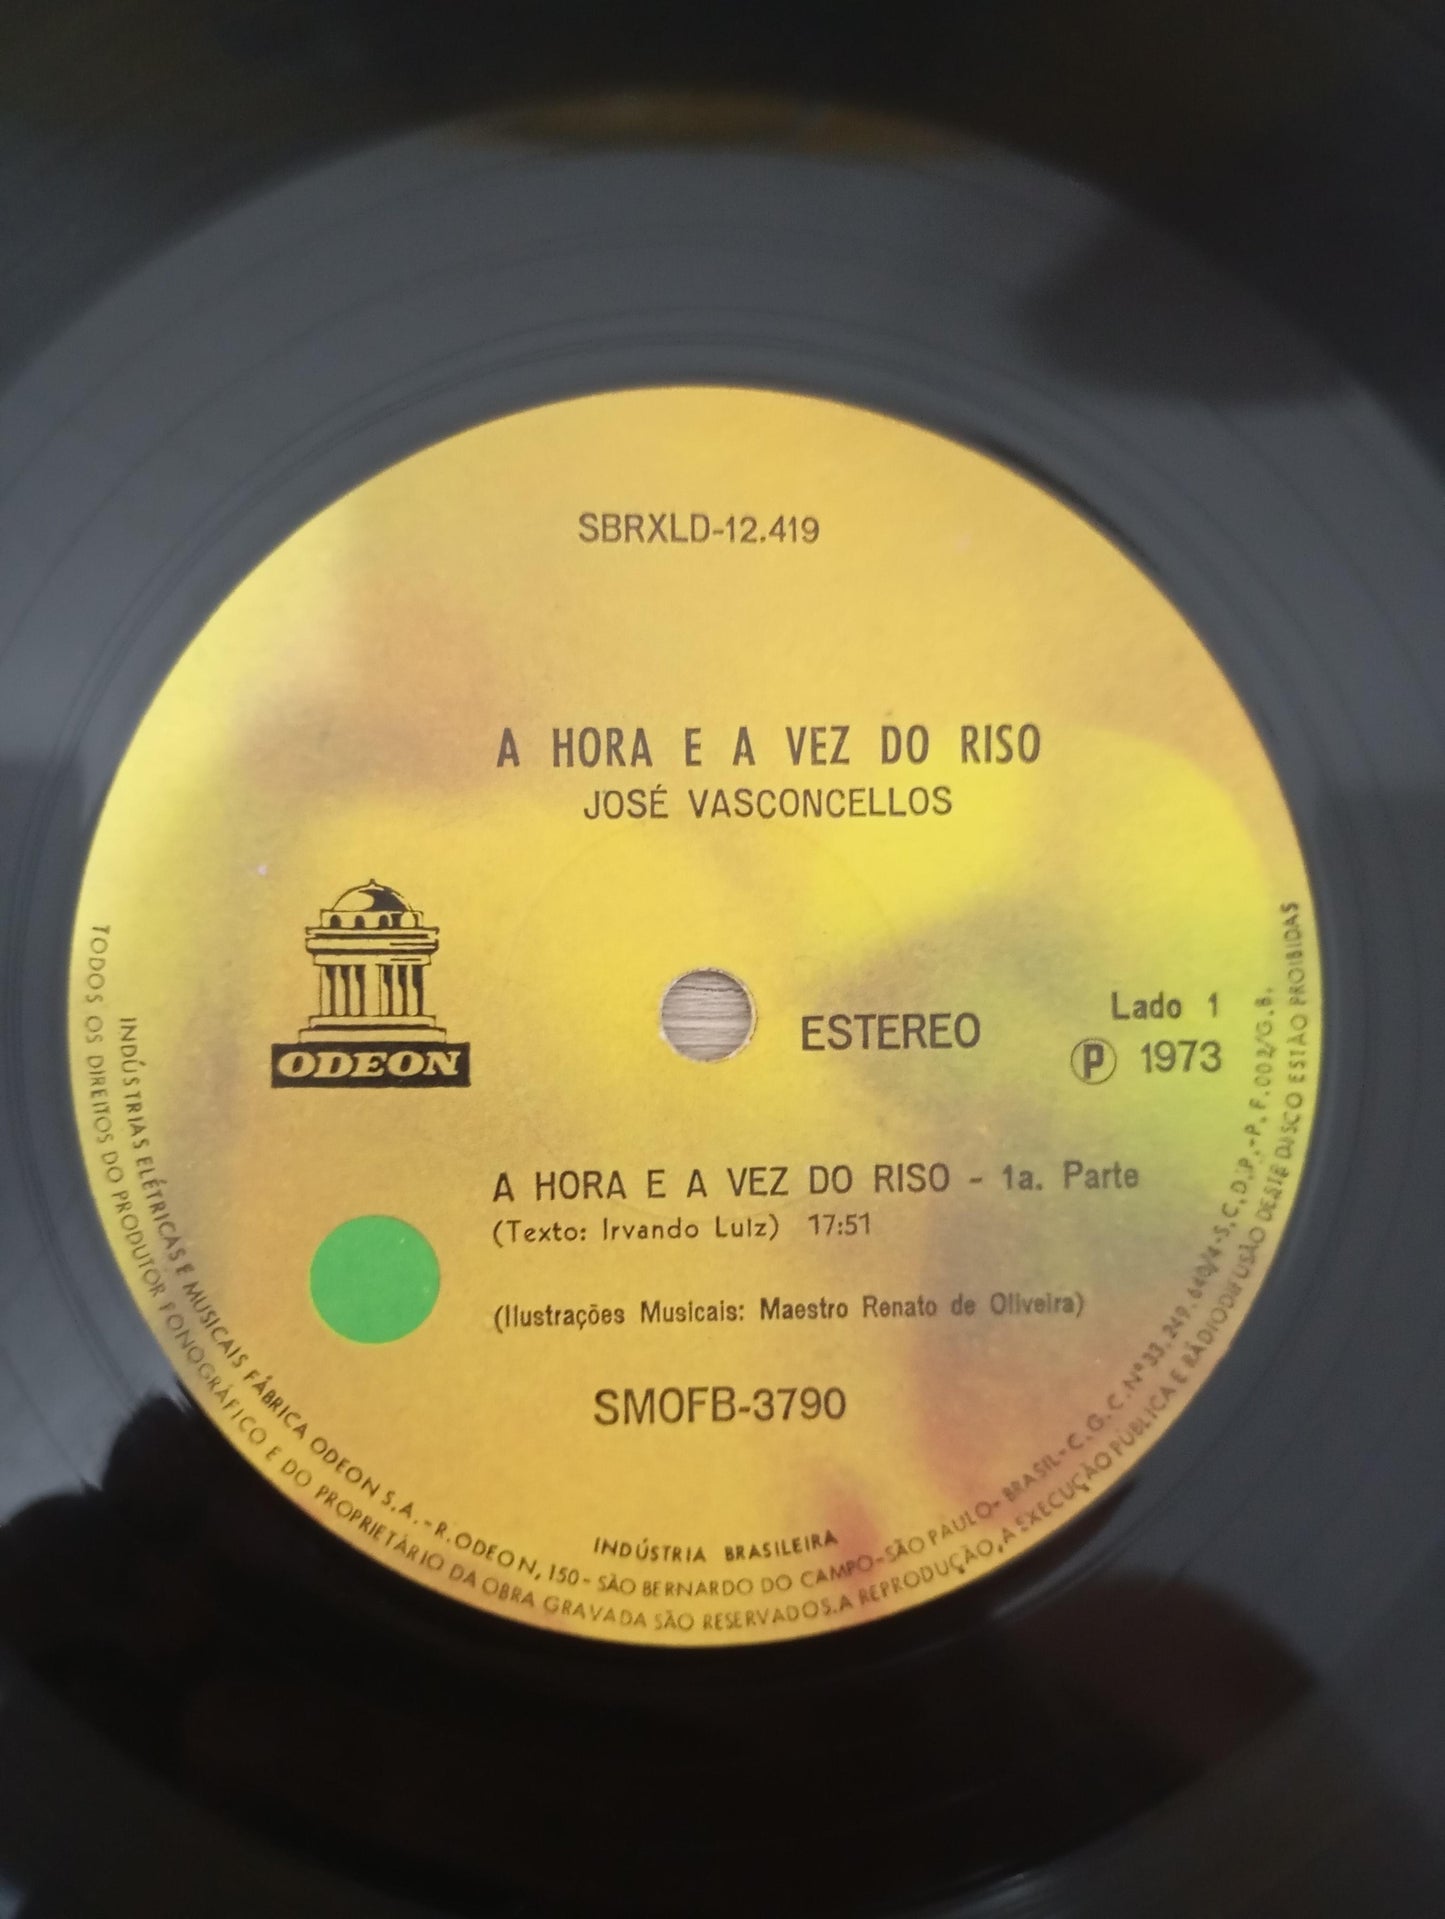 SBRXLD-12.419
A HORA E A VEZ DO RISO
JOSÉ VASCONCELLOS
ODEON
ESTEREO
Lado 1
Ⓟ 1973
A HORA E A VEZ DO RISO - 1a. Parte
(Texto: Irvando Luiz) 17:51
(Ilustrações Musicais: Maestro Renato de Oliveira)
SMOFB-3790
INDÚSTRIA BRASILEIRA
INDÚSTRIAS ELÉTRICAS E MUSICAIS FÁBRICA ODEON S.A.-R.ODEON, 150- SÃO BERNARDO DO CAMPO-SÃO PAULO-BRASIL-C.G.C.Nº33.249.640/4-S.C.D.P.-P.F.002/G.B.
TODOS OS DIREITOS DO PRODUTOR FONOGRÁFICO E DO PROPRIETÁRIO DA OBRA GRAVADA SÃO RESERVADOS.A REPRODUÇÃO,A EXECUÇÃO PÚBLICA E RÁDIODIFUSÃO DESTE DISCO ESTÃO PROIBIDAS